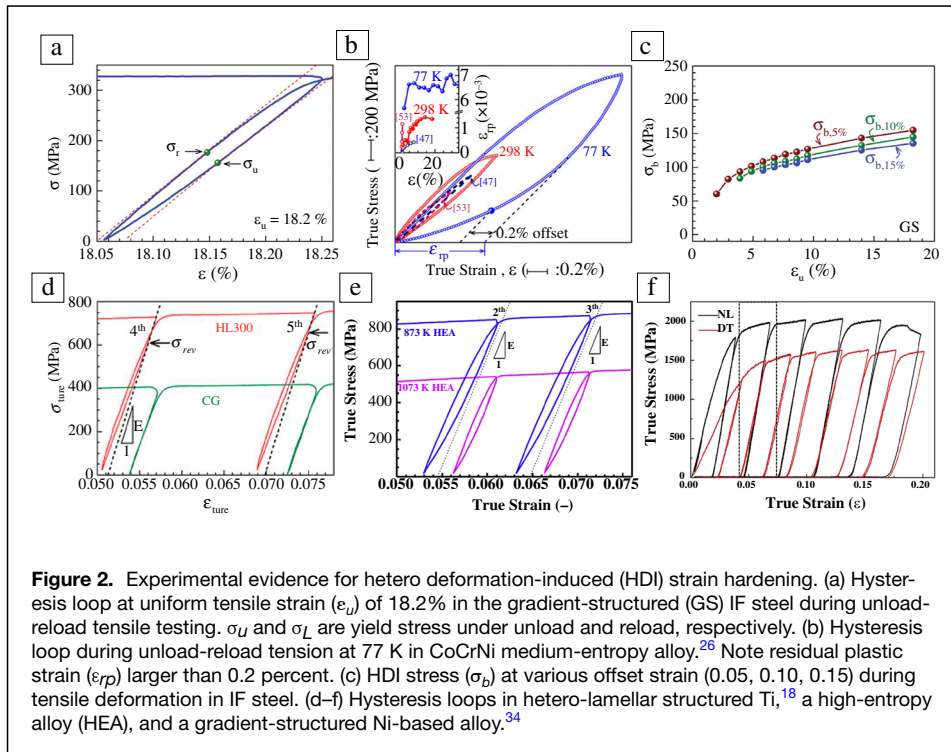 a
σ (MPa)
400
300
200
100
0
σr
σu
εu = 18.2 %
18.05
18.10
18.15
18.20
18.25
ε (%)
b
True Stress ( :200 MPa)
77 K
298 K
[53]
[47]
7
6
1
0
εrp(×10-3)
0
20
ε(%)
298 K
77 K
[47]
[53]
0.2% offset
εrp
True Strain , ε ( :0.2%)
c
σb (MPa)
250
200
150
100
50
0
σb,5%
σb,10%
σb,15%
GS
0
5
10
15
20
εu (%)
d
σture (MPa)
800
600
400
200
0
4th
5th
HL300
σrev
σrev
CG
E
1
0.050
0.055
0.060
0.065
0.070
0.075
εture
e
True Stress (MPa)
800
600
400
200
2th
3th
873 K HEA
E
1
E
1
1073 K HEA
0.050
0.055
0.060
0.065
0.070
0.075
True Strain (–)
f
True Stress (MPa)
2000
1500
1000
500
0
NL
DT
0.00
0.05
0.10
0.15
0.20
True Strain (ε)
Figure 2. Experimental evidence for hetero deformation-induced (HDI) strain hardening. (a) Hyster-
esis loop at uniform tensile strain (εu) of 18.2% in the gradient-structured (GS) IF steel during unload-
reload tensile testing. σu and σL are yield stress under unload and reload, respectively. (b) Hysteresis
loop during unload-reload tension at 77 K in CoCrNi medium-entropy alloy.26 Note residual plastic
strain (εrp) larger than 0.2 percent. (c) HDI stress (σb) at various offset strain (0.05, 0.10, 0.15) during
tensile deformation in IF steel. (d–f) Hysteresis loops in hetero-lamellar structured Ti,18 a high-entropy
alloy (HEA), and a gradient-structured Ni-based alloy.34